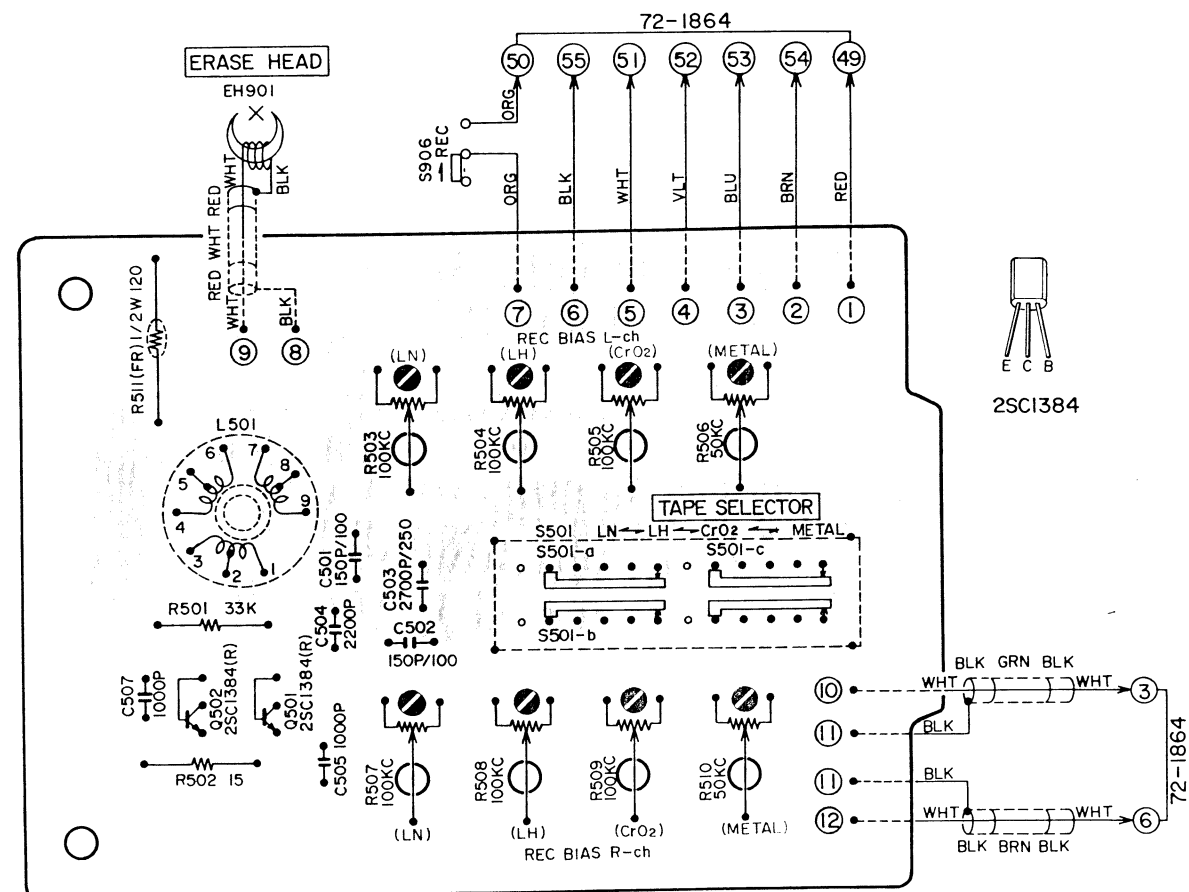 72-1864
50 55 51 52 53 54 49
ERASE HEAD
EH901
ORG
S906
REC
WHT
BLK
RED
WHT
RED
WHT
BLK
ORG BLK WHT VLT BLU BRN RED
9 8
7 6 5 4 3 2 1
R511(FR) 1/2W 120
REC BIAS L-ch
(LN) (LH) (CrO2) (METAL)
R503
100KC
R504
100KC
R505
100KC
R506
50KC
E C B
2SC1384
L501
6 7
5 8
4 9
3 2 1
TAPE SELECTOR
S501 LN LH CrO2 METAL
S501-a S501-c
S501-b
C501
150P/100
C503
2700P/250
C504
2200P
C502
150P/100
R501 33K
C507
1000P
Q502
2SC1384(R)
Q501
2SC1384(R)
C505 1000P
R502 15
R507
100KC
R508
100KC
R509
100KC
R510
50KC
(LN) (LH) (CrO2) (METAL)
REC BIAS R-ch
BLK GRN BLK
10 WHT WHT 3
11 BLK
72-1864
11 BLK
12 WHT WHT 6
BLK BRN BLK